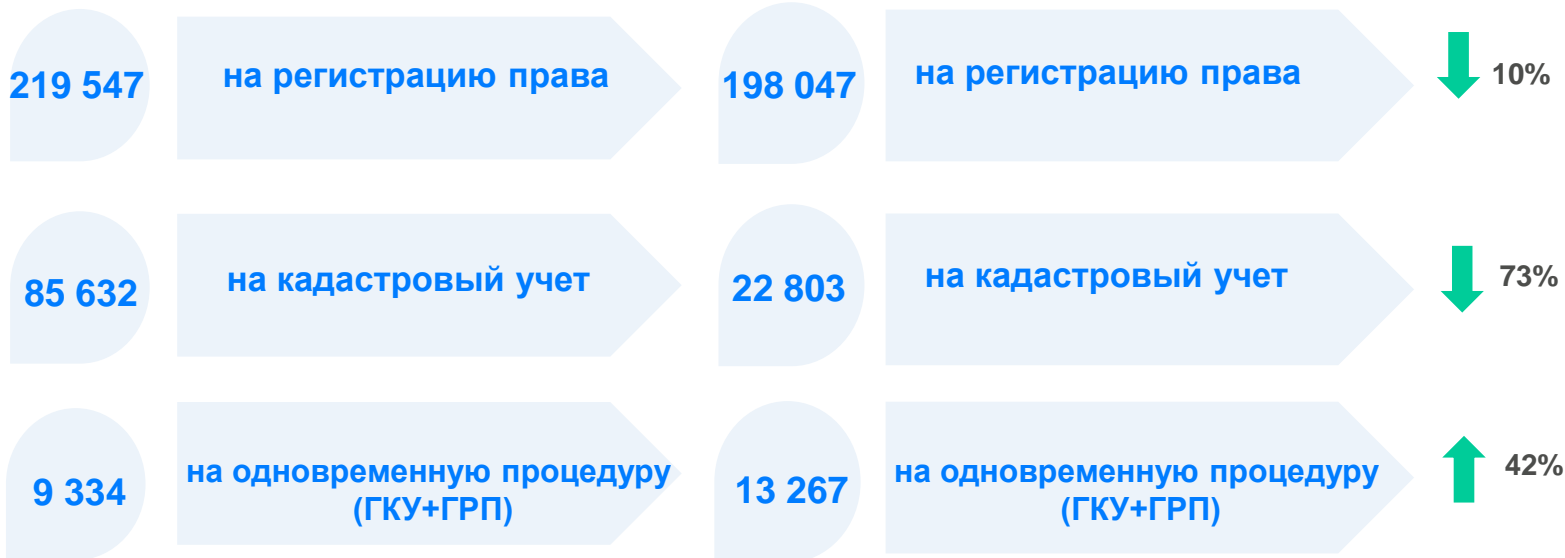 219 547
на регистрацию права
198 047
на регистрацию права
10%
85 632
на кадастровый учет
22 803
на кадастровый учет
73%
9 334
на одновременную процедуру
(ГКУ+ГРП)
13 267
на одновременную процедуру
(ГКУ+ГРП)
42%